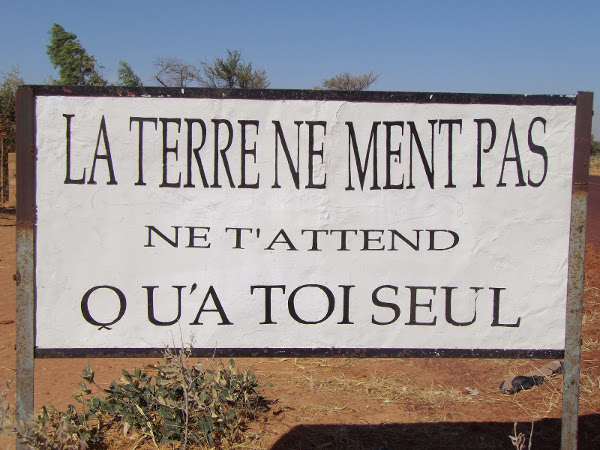 LA TERRE NE MENT PAS
NE T'ATTEND
QU'A TOI SEUL